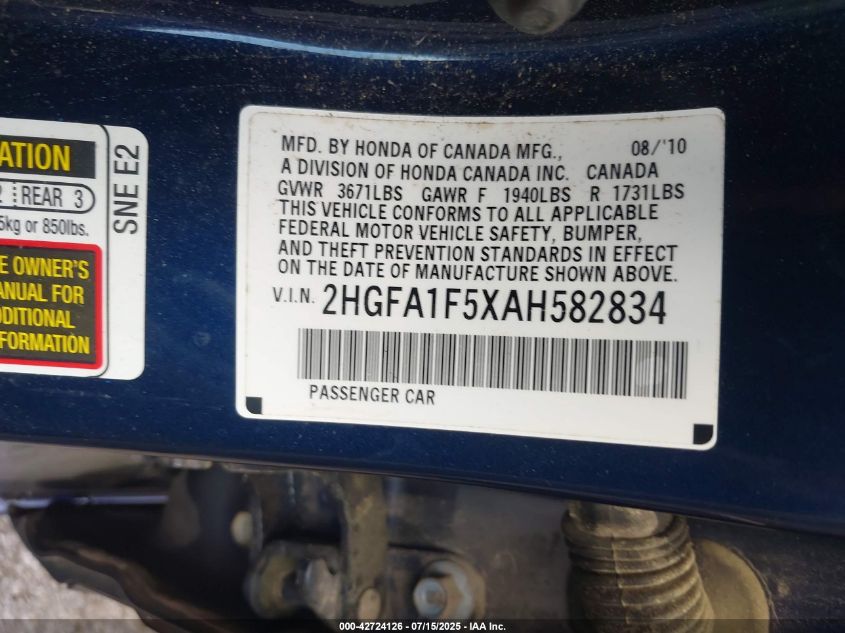 ATION
2 REAR 3
5kg or 850lbs.
E OWNER'S
ANUAL FOR
DDITIONAL
FORMATION
SNE E2
MFD. BY HONDA OF CANADA MFG., 08/'10
A DIVISION OF HONDA CANADA INC. CANADA
GVWR 3671LBS GAWR F 1940LBS R 1731LBS
THIS VEHICLE CONFORMS TO ALL APPLICABLE
FEDERAL MOTOR VEHICLE SAFETY, BUMPER,
AND THEFT PREVENTION STANDARDS IN EFFECT
ON THE DATE OF MANUFACTURE SHOWN ABOVE.
V.I.N. 2HGFA1F5XAH582834
PASSENGER CAR
000-42724126 - 07/15/2025 - IAA Inc.